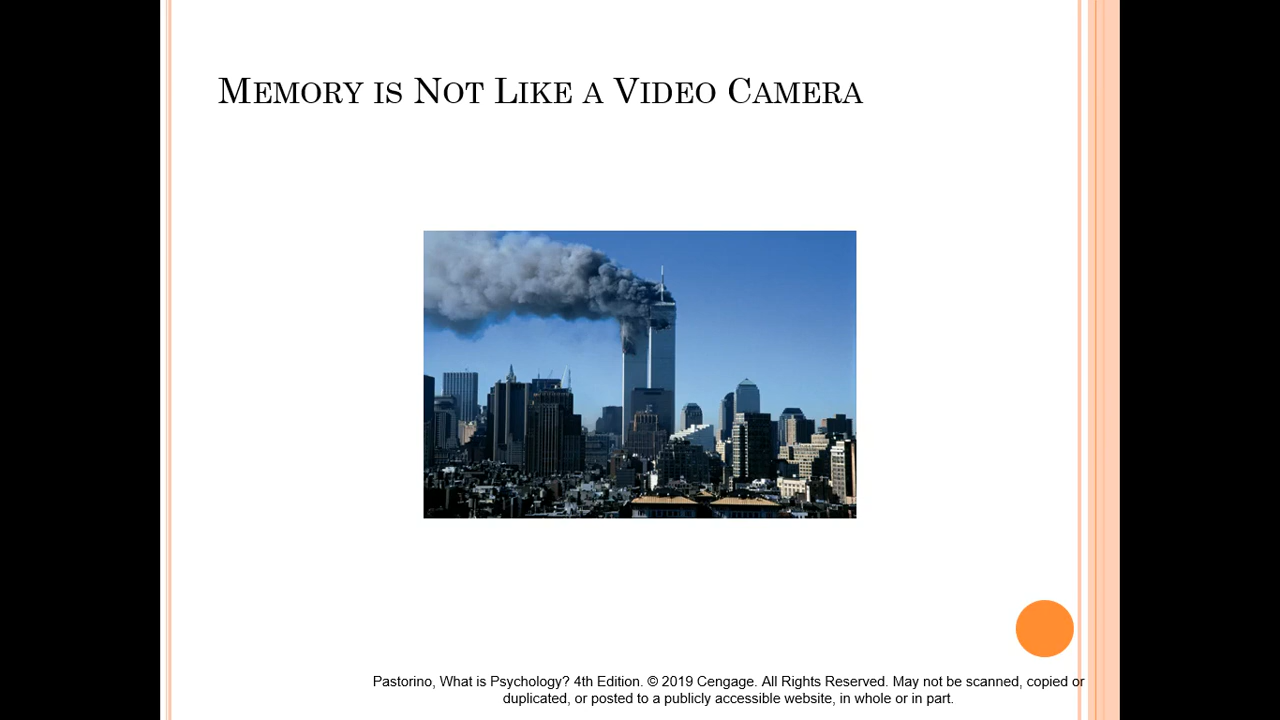 Memory is Not Like a Video Camera
Pastorino, What is Psychology? 4th Edition. © 2019 Cengage. All Rights Reserved. May not be scanned, copied or
duplicated, or posted to a publicly accessible website, in whole or in part.